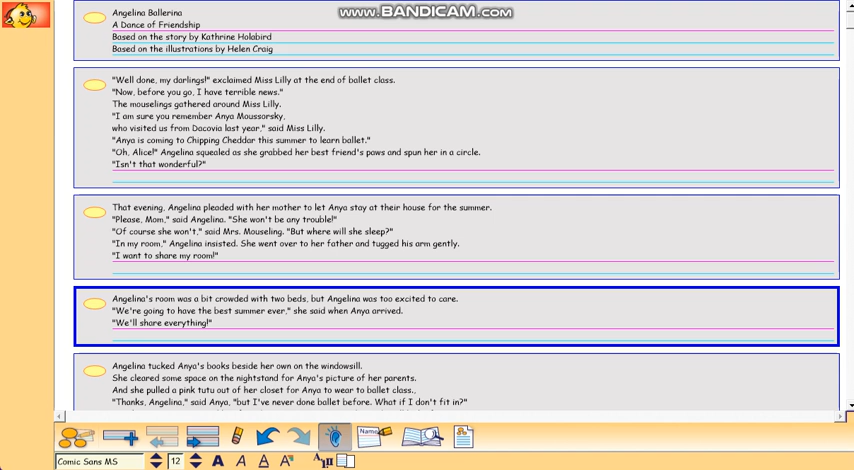 www.BANDICAM.com
Angelina Ballerina
A Dance of Friendship
Based on the story by Kathrine Holabird
Based on the illustrations by Helen Craig
"Well done, my darlings!" exclaimed Miss Lilly at the end of ballet class.
"Now, before you go, I have terrible news."
The mouselings gathered around Miss Lilly.
"I am sure you remember Anya Moussorsky,
who visited us from Dacovia last year," said Miss Lilly.
"Anya is coming to Chipping Cheddar this summer to learn ballet."
"Oh, Alice!" Angelina squealed as she grabbed her best friend's paws and spun her in a circle.
"Isn't that wonderful?"
That evening, Angelina pleaded with her mother to let Anya stay at their house for the summer.
"Please, Mom," said Angelina. "She won't be any trouble!"
"Of course she won't," said Mrs. Mouseling. "But where will she sleep?"
"In my room," Angelina insisted. She went over to her father and tugged his arm gently.
"I want to share my room!"
Angelina's room was a bit crowded with two beds, but Angelina was too excited to care.
"We're going to have the best summer ever," she said when Anya arrived.
"We'll share everything!"
Angelina tucked Anya's books beside her own on the windowsill.
She cleared some space on the nightstand for Anya's picture of her parents.
And she pulled a pink tutu out of her closet for Anya to wear to ballet class.,
"Thanks, Angelina," said Anya, "but I've never done ballet before. What if I don't fit in?"
Name
Comic Sans MS
12
A A A A